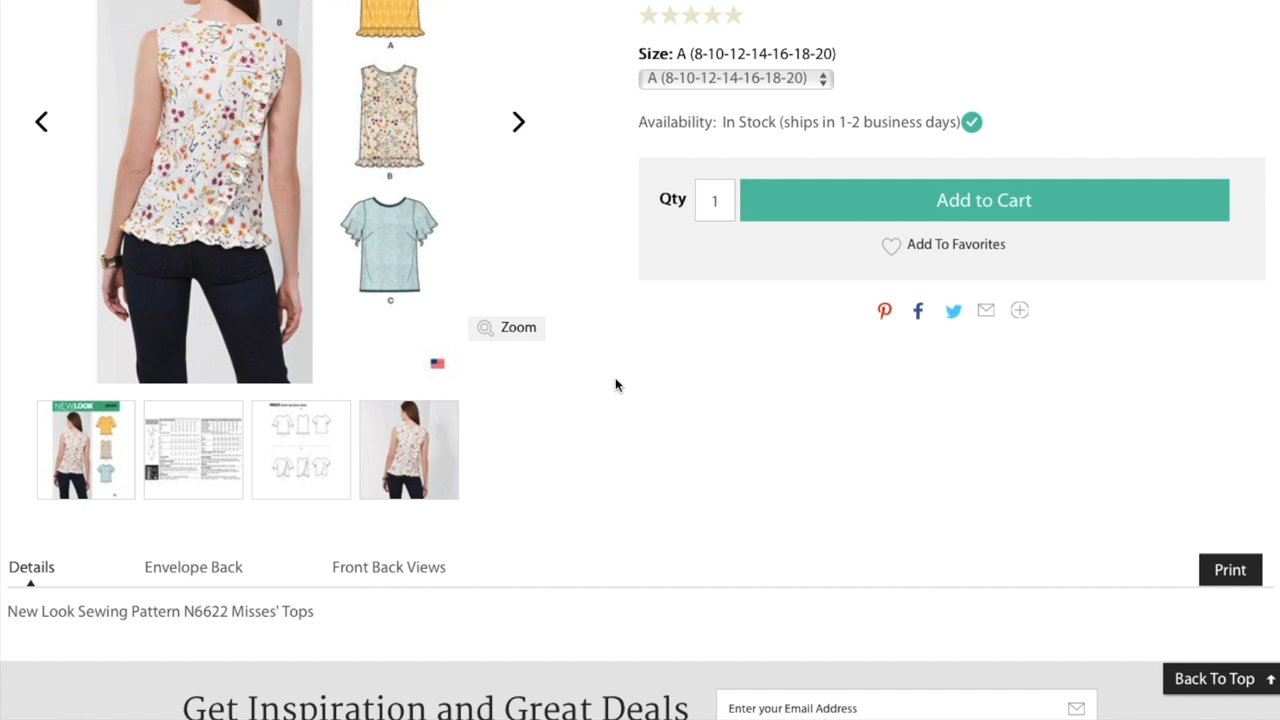 B
A
B
C
Zoom
Size: A (8-10-12-14-16-18-20)
A (8-10-12-14-16-18-20)
Availability: In Stock (ships in 1-2 business days)
Qty 1 Add to Cart
Add To Favorites
NEW LOOK
Details Envelope Back Front Back Views Print
New Look Sewing Pattern N6622 Misses' Tops
Back To Top
Get Inspiration and Great Deals
Enter your Email Address